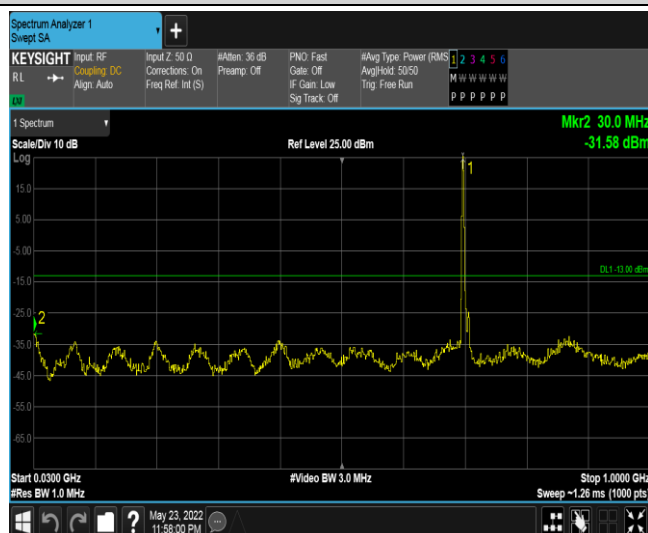 Spectrum Analyzer 1
Swept SA
+
KEYSIGHT
RL
LXI
Input: RF
Coupling: DC
Align: Auto
Input Z: 50 Ω
Corrections: On
Freq Ref: Int (S)
#Atten: 36 dB
Preamp: Off
PNO: Fast
Gate: Off
IF Gain: Low
Sig Track: Off
#Avg Type: Power (RMS
Avg|Hold: 50/50
Trig: Free Run
1 2 3 4 5 6
M W W W W W
P P P P P P
1 Spectrum
Scale/Div 10 dB
Ref Level 25.00 dBm
Mkr2 30.0 MHz
-31.58 dBm
Log
1
15.0
5.00
-5.00
DL1 -13.00 dBm
-15.0
-25.0
2
-35.0
-45.0
-55.0
-65.0
Start 0.0300 GHz
#Video BW 3.0 MHz
Stop 1.0000 GHz
#Res BW 1.0 MHz
Sweep ~1.26 ms (1000 pts)
?
May 23, 2022
11:58:00 PM